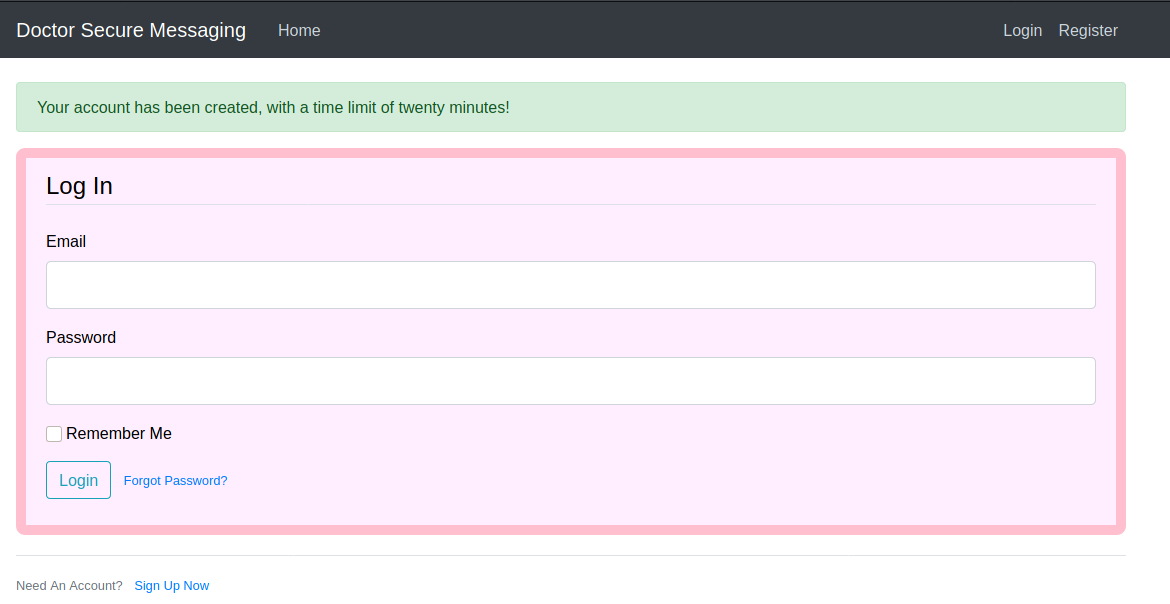 Doctor Secure Messaging Home Login Register
Your account has been created, with a time limit of twenty minutes!
Log In
Email
Password
Remember Me
Login Forgot Password?
Need An Account? Sign Up Now